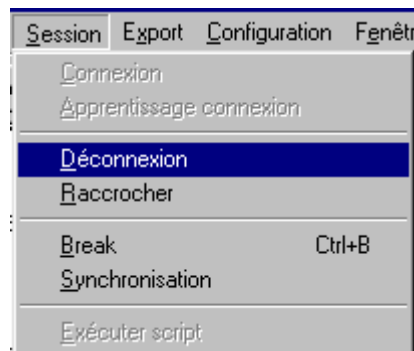 Session Export Configuration Fenêtr
Connexion
Apprentissage connexion
Déconnexion
Raccrocher
Break Ctrl+B
Synchronisation
Exécuter script